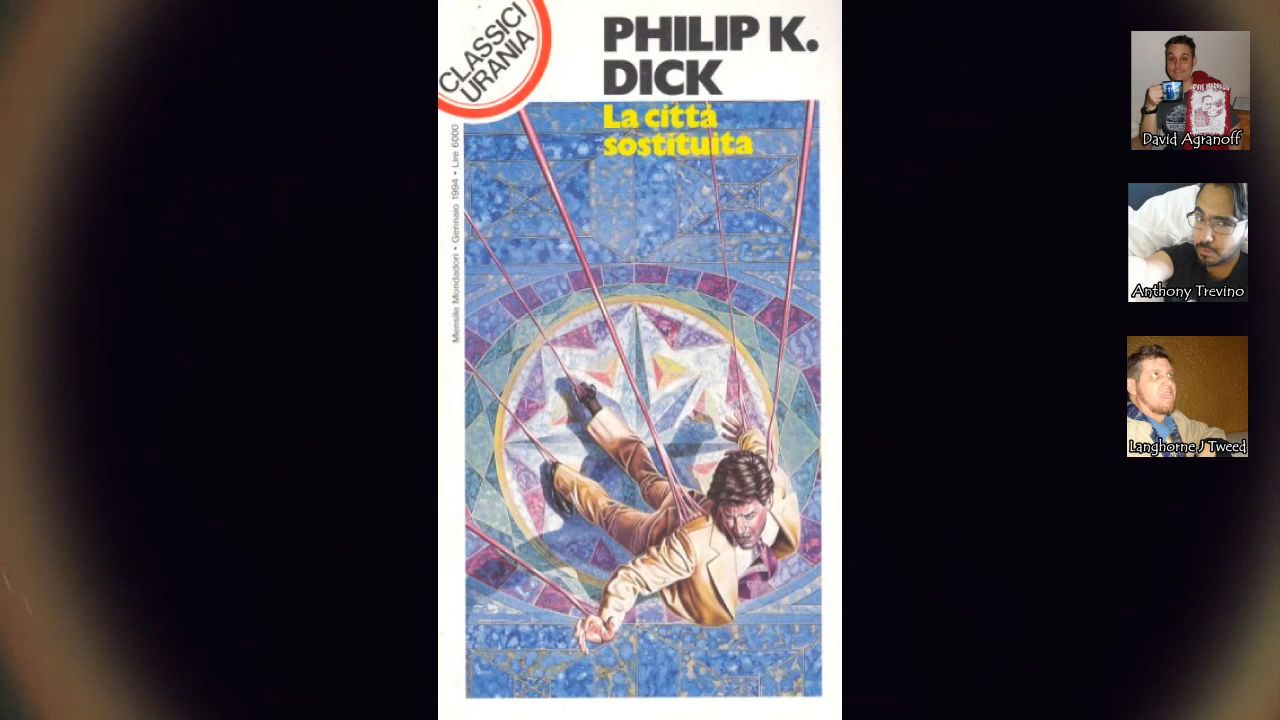 CLASSICI
URANIA
PHILIP K.
DICK
La città
sostituita
Mensile Mondadori • Gennaio 1994 • Lire 6000
David Agranoff
Anthony Trevino
Langhorne J Tweed